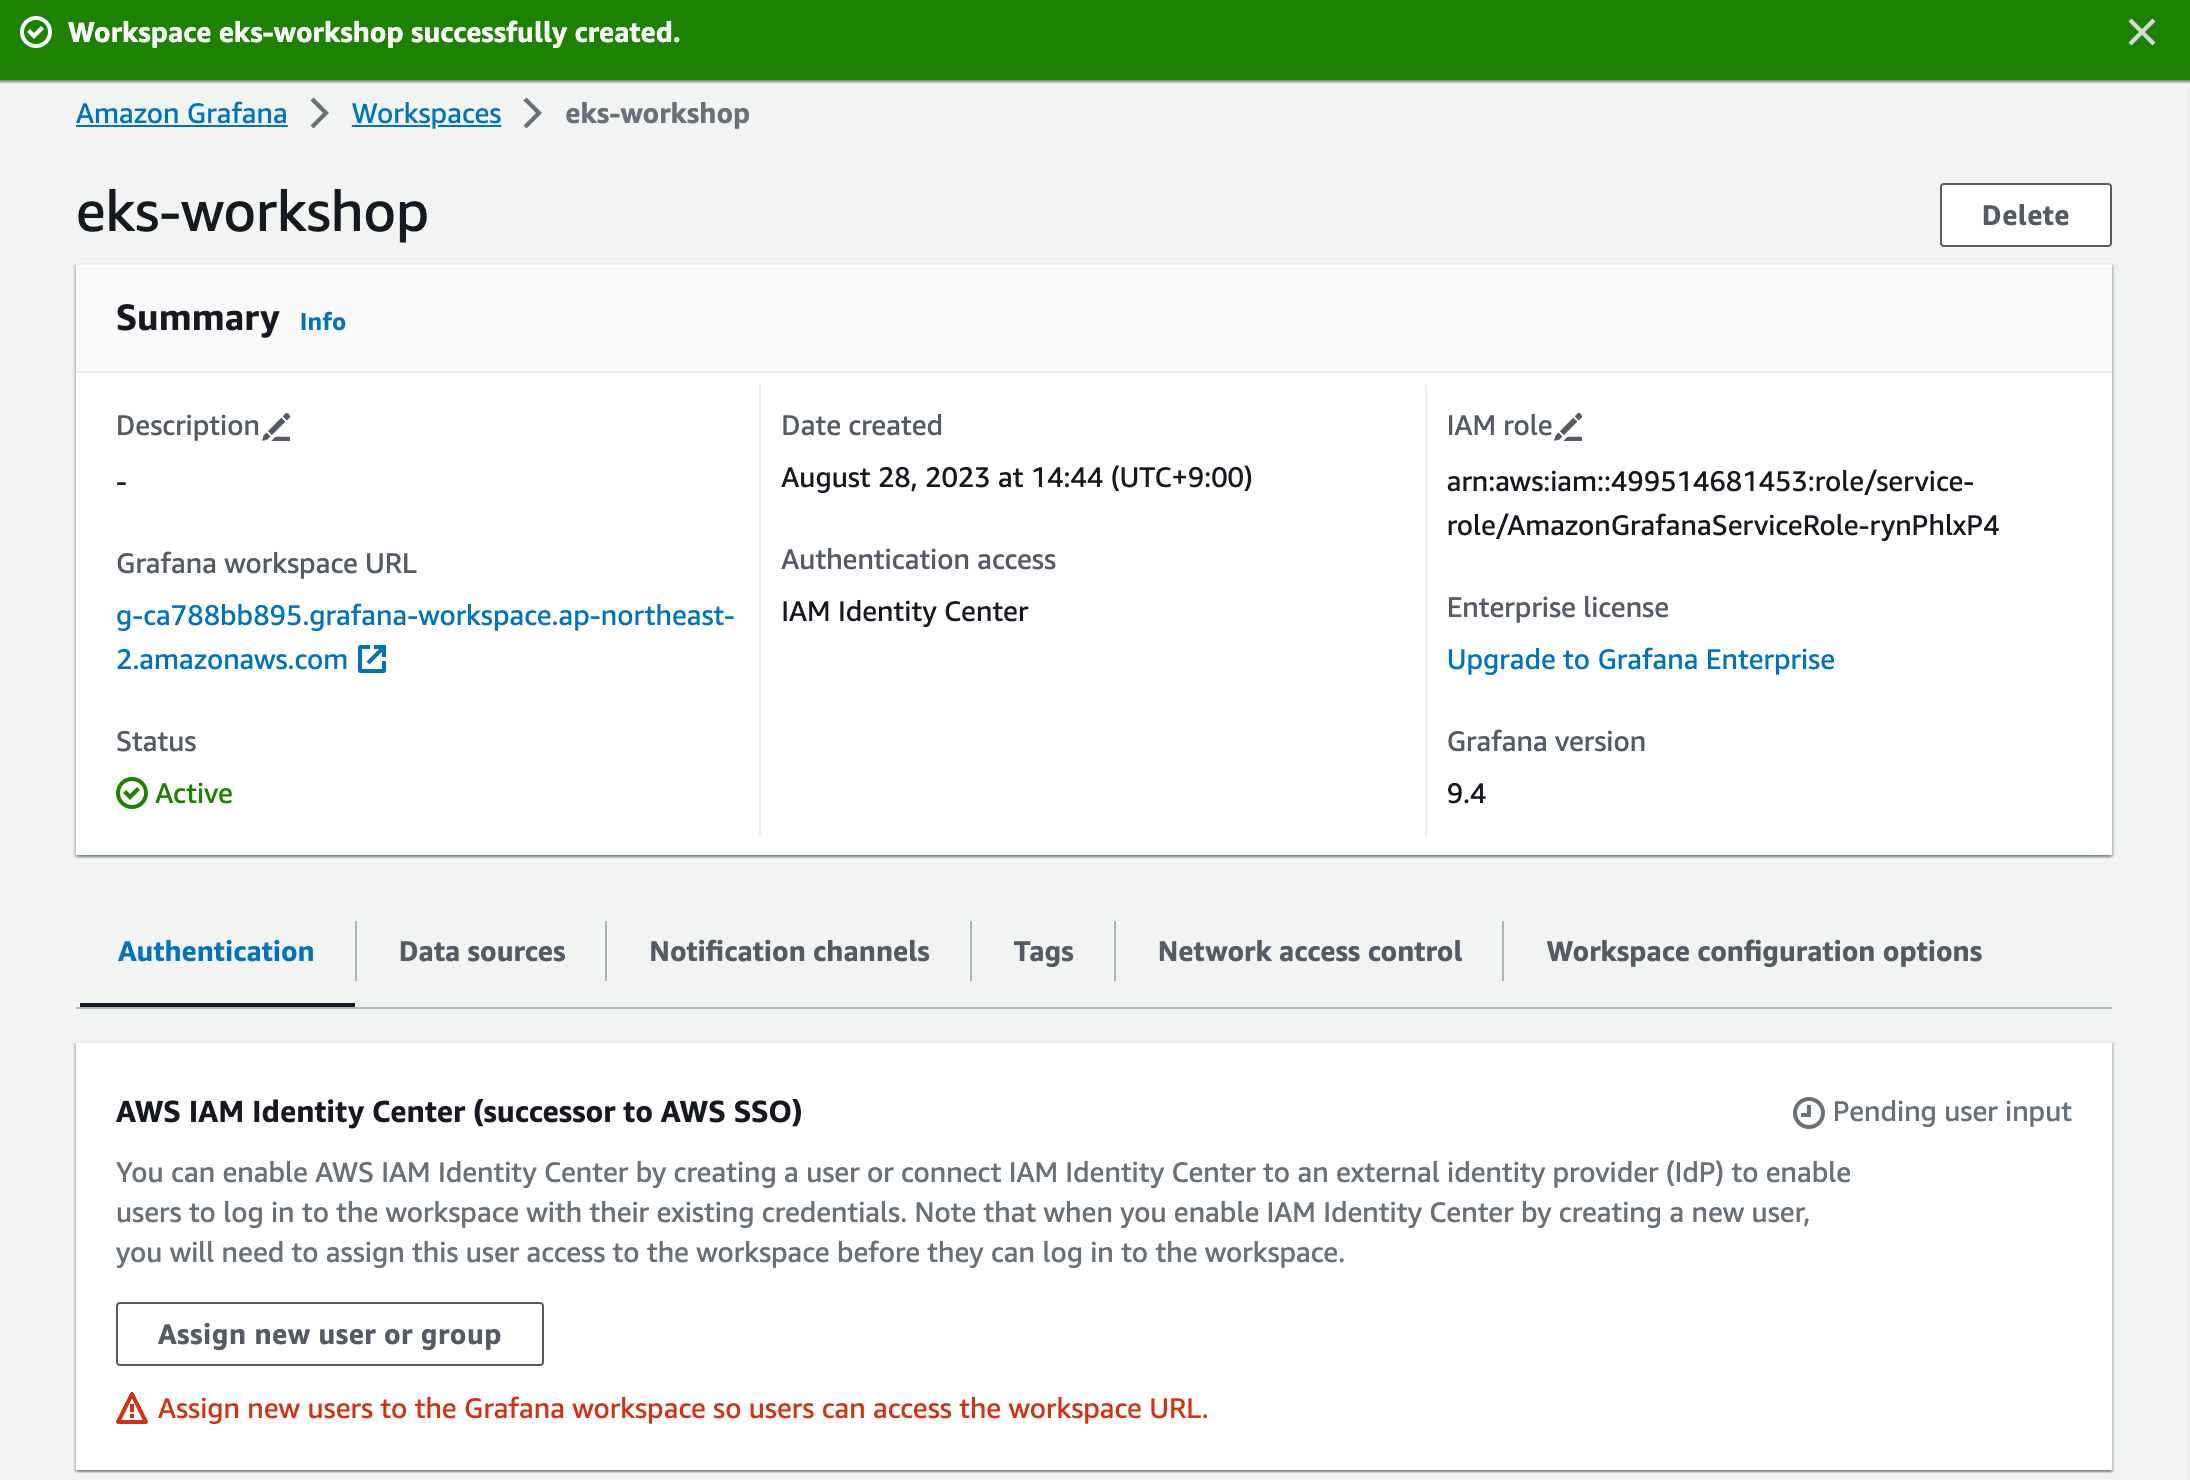 Workspace eks-workshop successfully created.
Amazon Grafana
Workspaces
eks-workshop
eks-workshop
Delete
Summary Info
Description
-
Grafana workspace URL
g-ca788bb895.grafana-workspace.ap-northeast-
2.amazonaws.com
Status
Active
Date created
August 28, 2023 at 14:44 (UTC+9:00)
Authentication access
IAM Identity Center
IAM role
arn:aws:iam::499514681453:role/service-
role/AmazonGrafanaServiceRole-rynPhlxP4
Enterprise license
Upgrade to Grafana Enterprise
Grafana version
9.4
Authentication
Data sources
Notification channels
Tags
Network access control
Workspace configuration options
AWS IAM Identity Center (successor to AWS SSO)
Pending user input
You can enable AWS IAM Identity Center by creating a user or connect IAM Identity Center to an external identity provider (IdP) to enable
users to log in to the workspace with their existing credentials. Note that when you enable IAM Identity Center by creating a new user,
you will need to assign this user access to the workspace before they can log in to the workspace.
Assign new user or group
Assign new users to the Grafana workspace so users can access the workspace URL.